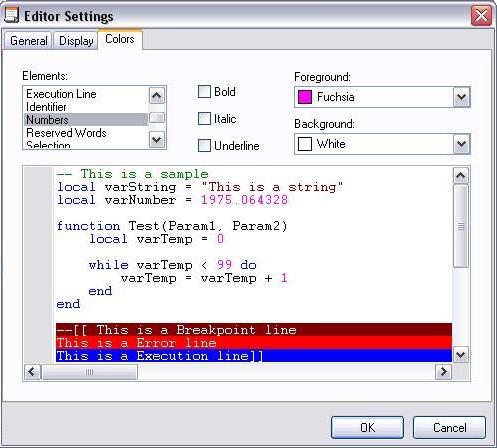 Editor Settings
General Display Colors
Elements:
Execution Line
Identifier
Numbers
Reserved Words
Selection
Bold
Italic
Underline
Foreground:
Fuchsia
Background:
White
-- This is a sample
local varString = "This is a string"
local varNumber = 1975.064328
function Test(Param1, Param2)
local varTemp = 0
while varTemp < 99 do
varTemp = varTemp + 1
end
end
--[[ This is a Breakpoint line
This is a Error line
This is a Execution line]]
OK Cancel